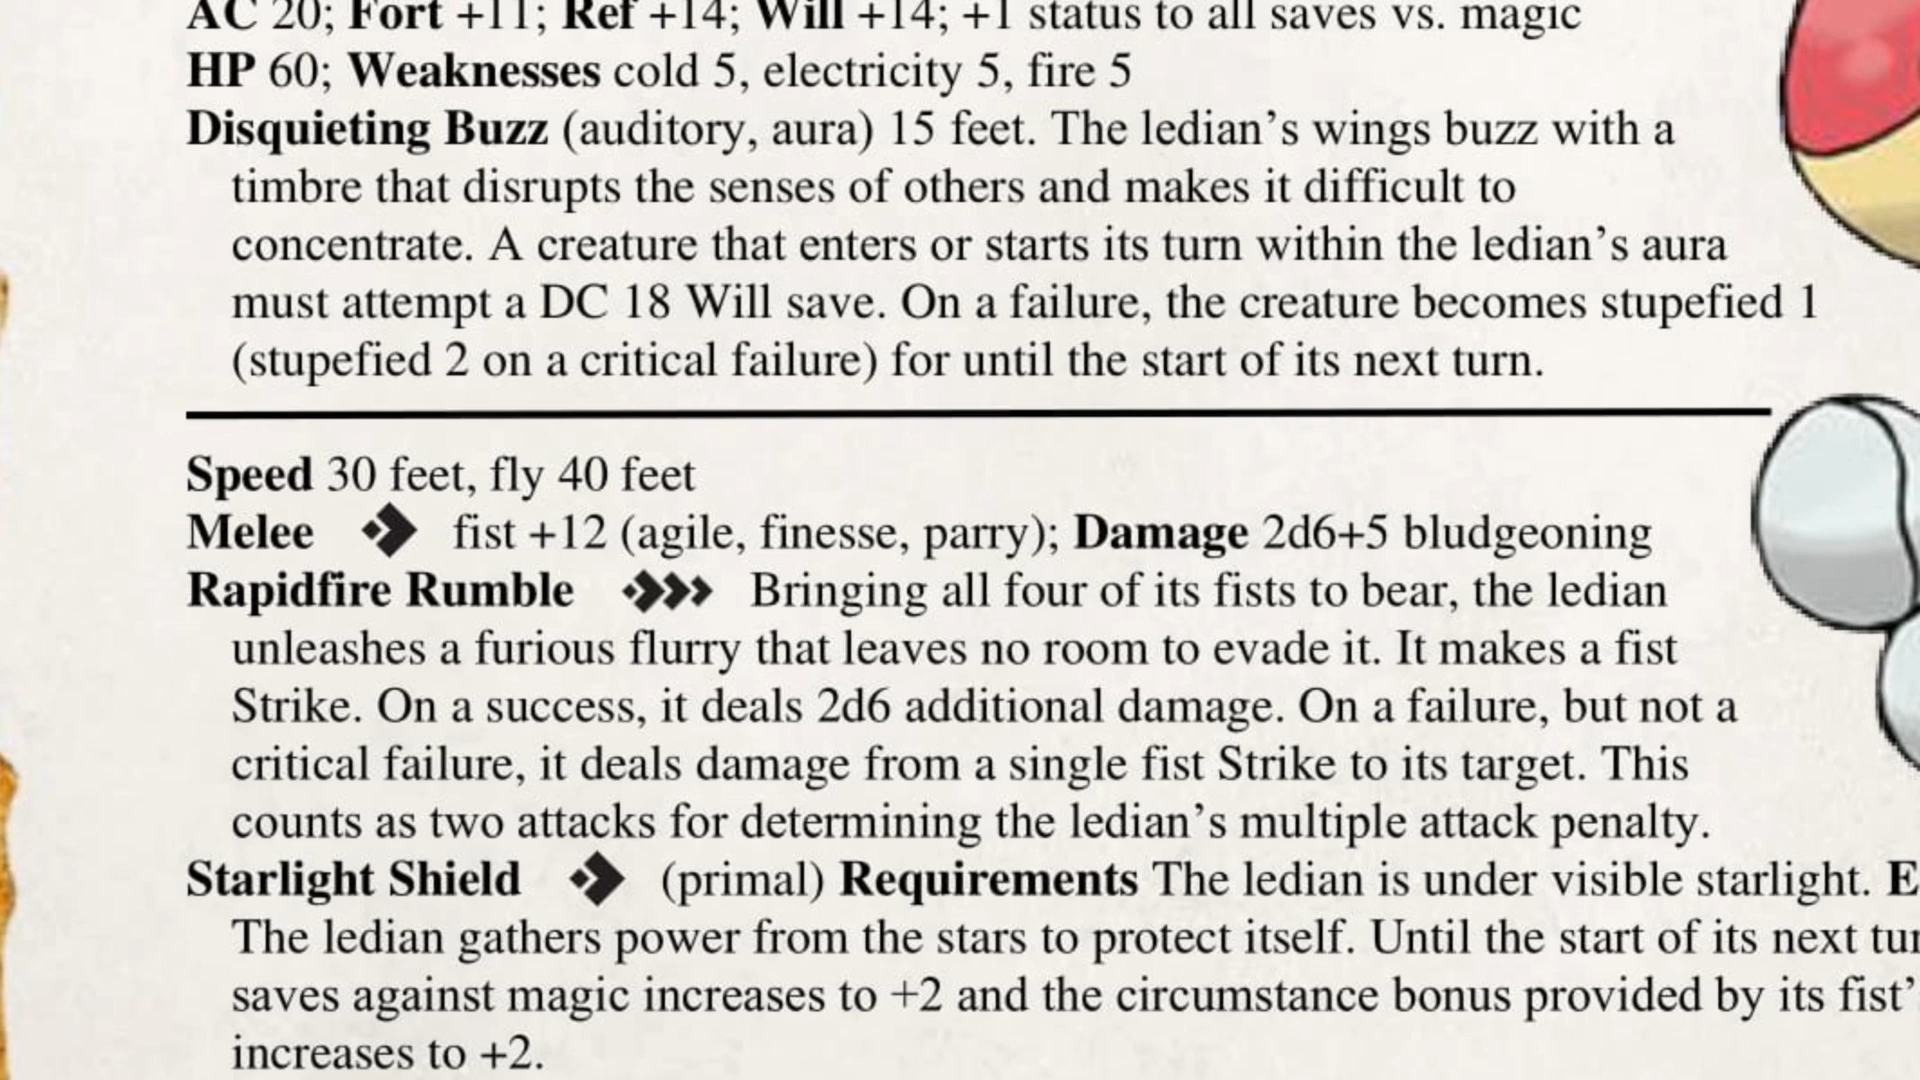 AC 20; Fort +11; Ref +14; Will +14; +1 status to all saves vs. magic
HP 60; Weaknesses cold 5, electricity 5, fire 5
Disquieting Buzz (auditory, aura) 15 feet. The ledian’s wings buzz with a
timbre that disrupts the senses of others and makes it difficult to
concentrate. A creature that enters or starts its turn within the ledian’s aura
must attempt a DC 18 Will save. On a failure, the creature becomes stupefied 1
(stupefied 2 on a critical failure) for until the start of its next turn.
Speed 30 feet, fly 40 feet
Melee fist +12 (agile, finesse, parry); Damage 2d6+5 bludgeoning
Rapidfire Rumble Bringing all four of its fists to bear, the ledian
unleashes a furious flurry that leaves no room to evade it. It makes a fist
Strike. On a success, it deals 2d6 additional damage. On a failure, but not a
critical failure, it deals damage from a single fist Strike to its target. This
counts as two attacks for determining the ledian’s multiple attack penalty.
Starlight Shield (primal) Requirements The ledian is under visible starlight.
The ledian gathers power from the stars to protect itself. Until the start of its next
saves against magic increases to +2 and the circumstance bonus provided by its fist’
increases to +2.